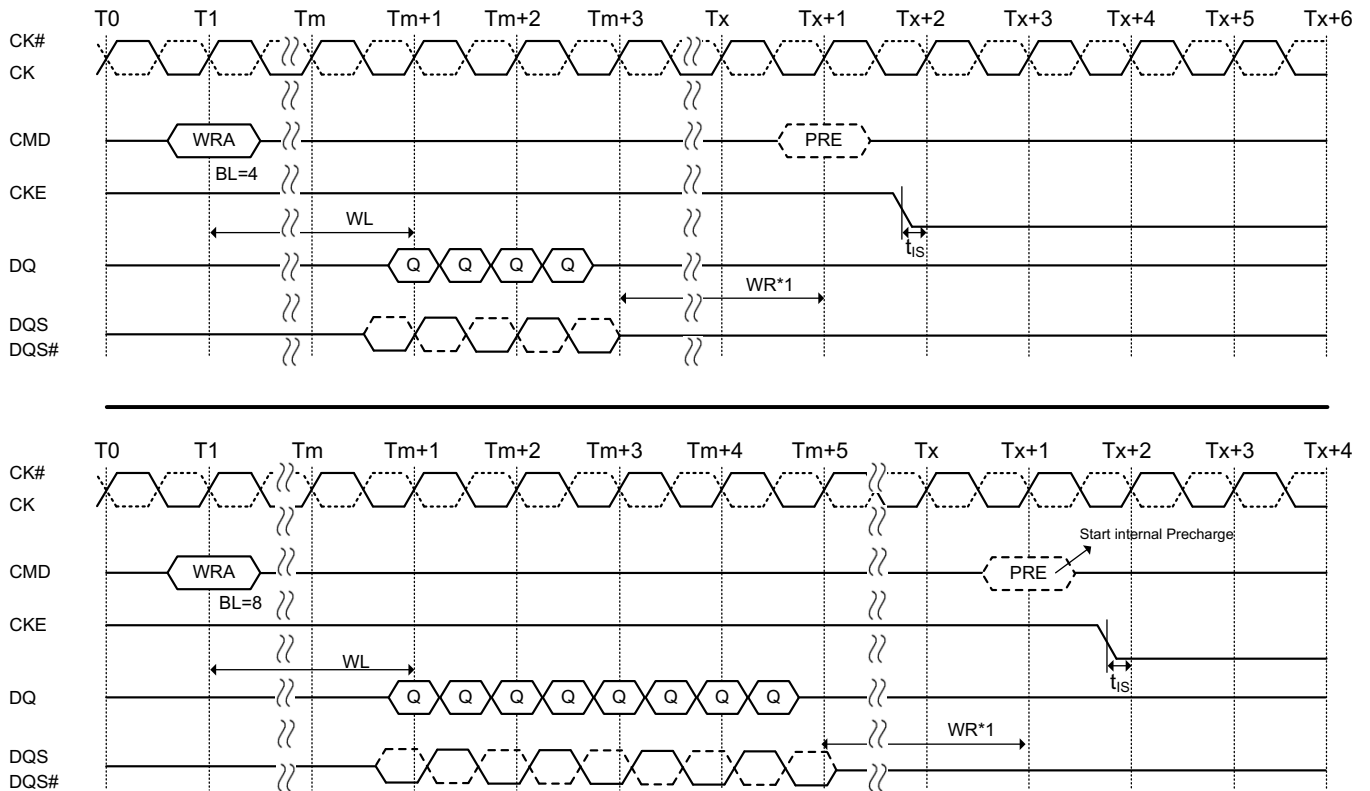 T0 T1 Tm Tm+1 Tm+2 Tm+3 Tx Tx+1 Tx+2 Tx+3 Tx+4 Tx+5 Tx+6
CK#
CK
CMD WRA PRE
BL=4
CKE
WL
tIS
DQ Q Q Q Q
WR*1
DQS
DQS#
T0 T1 Tm Tm+1 Tm+2 Tm+3 Tm+4 Tm+5 Tx Tx+1 Tx+2 Tx+3 Tx+4
CK#
CK
Start internal Precharge
CMD WRA PRE
BL=8
CKE
WL
tIS
DQ Q Q Q Q Q Q Q Q
WR*1
DQS
DQS#